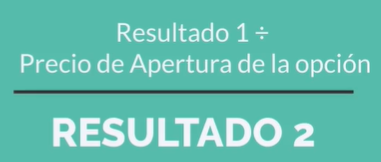 Resultado 1 ÷
Precio de Apertura de la opción
RESULTADO 2